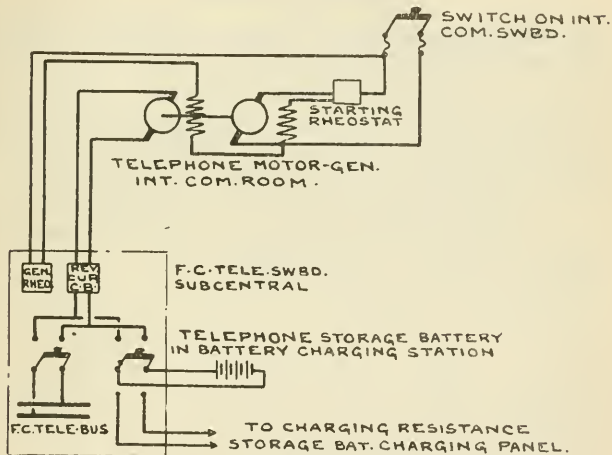 SWITCH ON INT.
COM. SWBD.
STARTING
RHEOSTAT
TELEPHONE MOTOR-GEN.
INT. COM. ROOM.
GEN.
RHEO.
REV
CUR
C.B.
F.C. TELE. SWBD.
SUBCENTRAL
TELEPHONE STORAGE BATTERY
IN BATTERY CHARGING STATION
F.C. TELE-BUS
TO CHARGING RESISTANCE
STORAGE BAT. CHARGING PANEL.